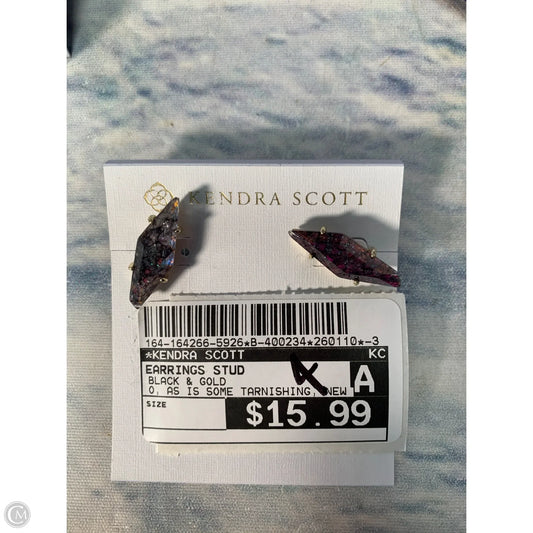 KENDRA SCOTT
164-164266-5926*B-400234*260110*-3
*KENDRA SCOTT KC
EARRINGS STUD
BLACK & GOLD
0, AS IS SOME TARNISHING, NEW
A
SIZE
$15.99
M